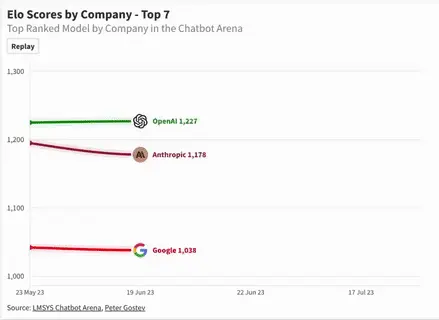 Elo Scores by Company - Top 7
Top Ranked Model by Company in the Chatbot Arena
Replay
1,300
OpenAI 1,227
1,200
Anthropic 1,178
1,100
Google 1,038
1,000
23 May 23 19 Jun 23 22 Jun 23 17 Jul 23
Source: LMSYS Chatbot Arena, Peter Gostev